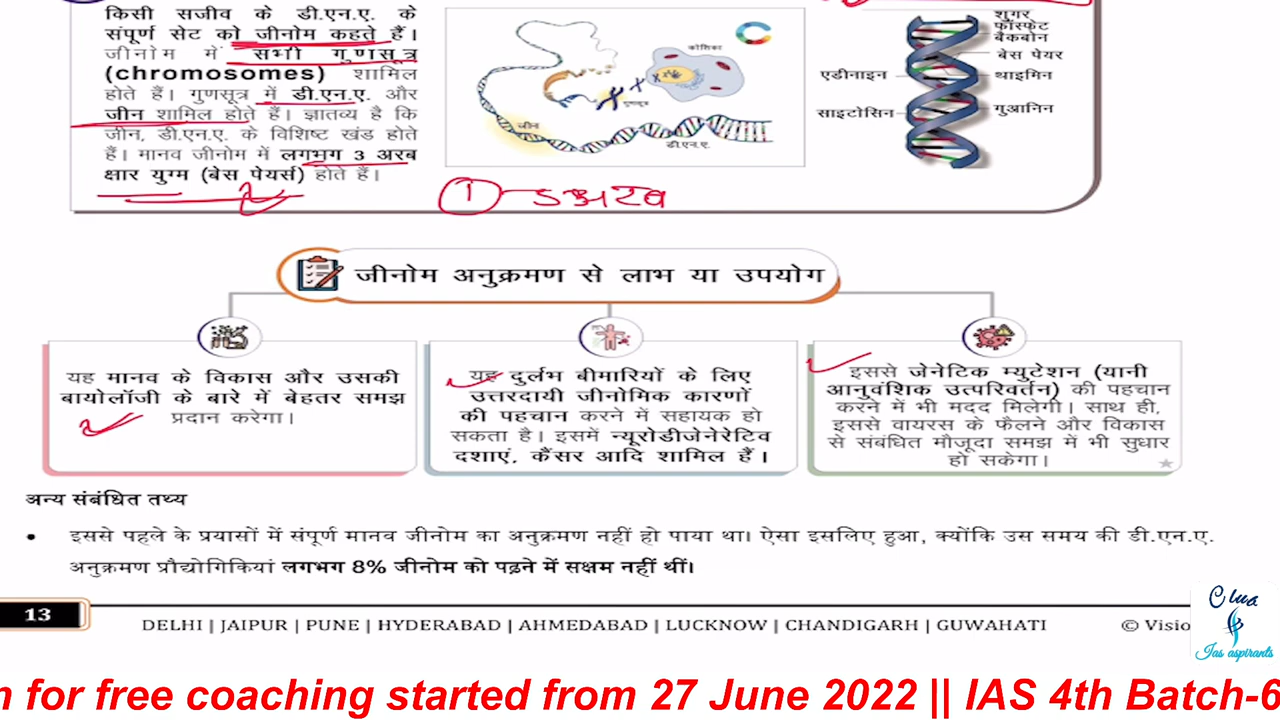 किसी सजीव के डी.एन.ए. के
संपूर्ण सेट को जीनोम कहते हैं।
जीनोम में सभी गुणसूत्र
(chromosomes) शामिल
होते हैं। गुणसूत्र में डी.एन.ए. और
जीन शामिल होते हैं। ज्ञातव्य है कि
जीन, डी.एन.ए. के विशिष्ट खंड होते
हैं। मानव जीनोम में लगभग 3 अरब
क्षार युग्म (बेस पेयर्स) होते हैं।
कोशिका
गुणसूत्र
जीन
डी.एन.ए.
शुगर
फॉस्फेट
बैकबोन
बेस पेयर
एडीनाइन
थाइमिन
साइटोसिन
गुआनिन
1
3अरब
जीनोम अनुक्रमण से लाभ या उपयोग
यह मानव के विकास और उसकी
बायोलॉजी के बारे में बेहतर समझ
प्रदान करेगा।
यह दुर्लभ बीमारियों के लिए
उत्तरदायी जीनोमिक कारणों
की पहचान करने में सहायक हो
सकता है। इसमें न्यूरोडीजेनेरेटिव
दशाएं, कैंसर आदि शामिल हैं।
इससे जेनेटिक म्युटेशन (यानी
आनुवंशिक उत्परिवर्तन) की पहचान
करने में भी मदद मिलेगी। साथ ही,
इससे वायरस के फैलने और विकास
से संबंधित मौजूदा समझ में भी सुधार
हो सकेगा।
अन्य संबंधित तथ्य
• इससे पहले के प्रयासों में संपूर्ण मानव जीनोम का अनुक्रमण नहीं हो पाया था। ऐसा इसलिए हुआ, क्योंकि उस समय की डी.एन.ए.
अनुक्रमण प्रौद्योगिकियां लगभग 8% जीनोम को पढ़ने में सक्षम नहीं थीं।
13
DELHI | JAIPUR | PUNE | HYDERABAD | AHMEDABAD | LUCKNOW | CHANDIGARH | GUWAHATI
© Visio
Clue
Ias aspirants
n for free coaching started from 27 June 2022 || IAS 4th Batch-6